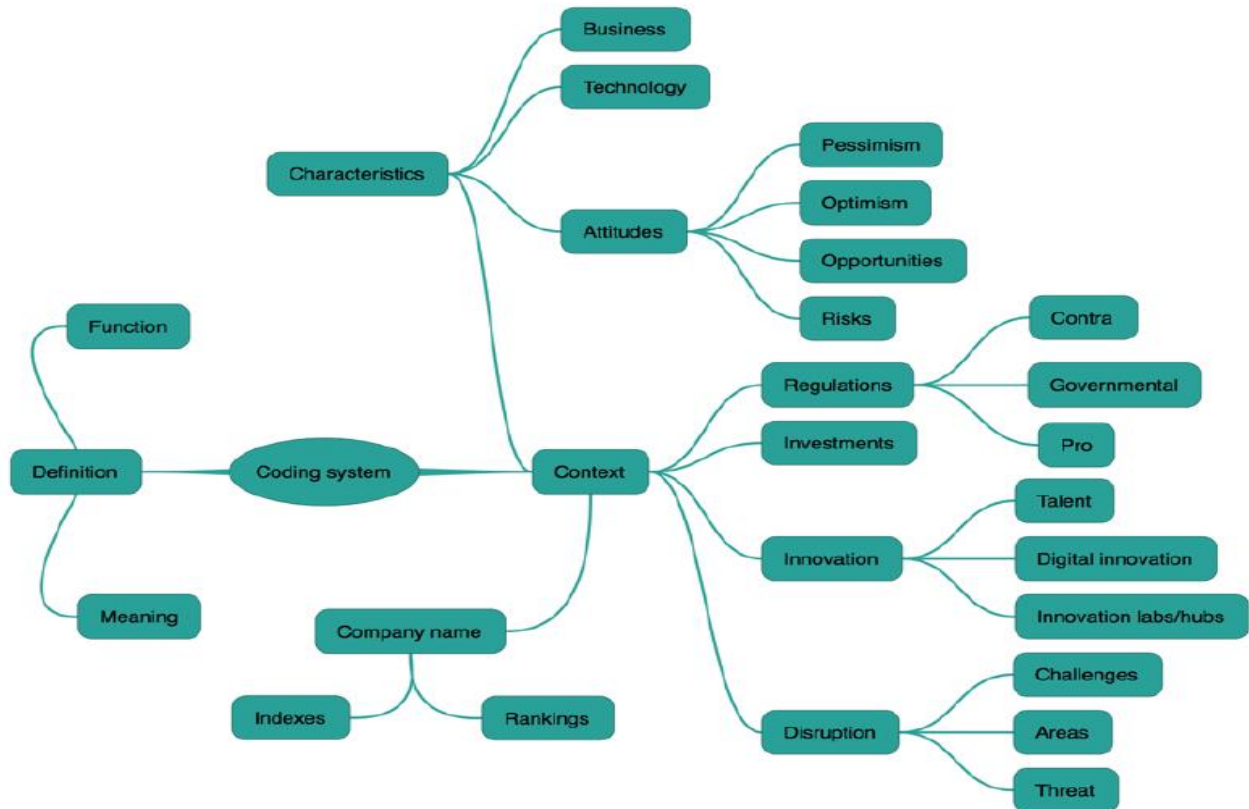 Business
Technology
Characteristics
Attitudes
Pessimism
Optimism
Opportunities
Risks
Function
Definition
Meaning
Coding system
Context
Company name
Indexes
Rankings
Regulations
Contra
Governmental
Pro
Investments
Innovation
Talent
Digital innovation
Innovation labs/hubs
Disruption
Challenges
Areas
Threat